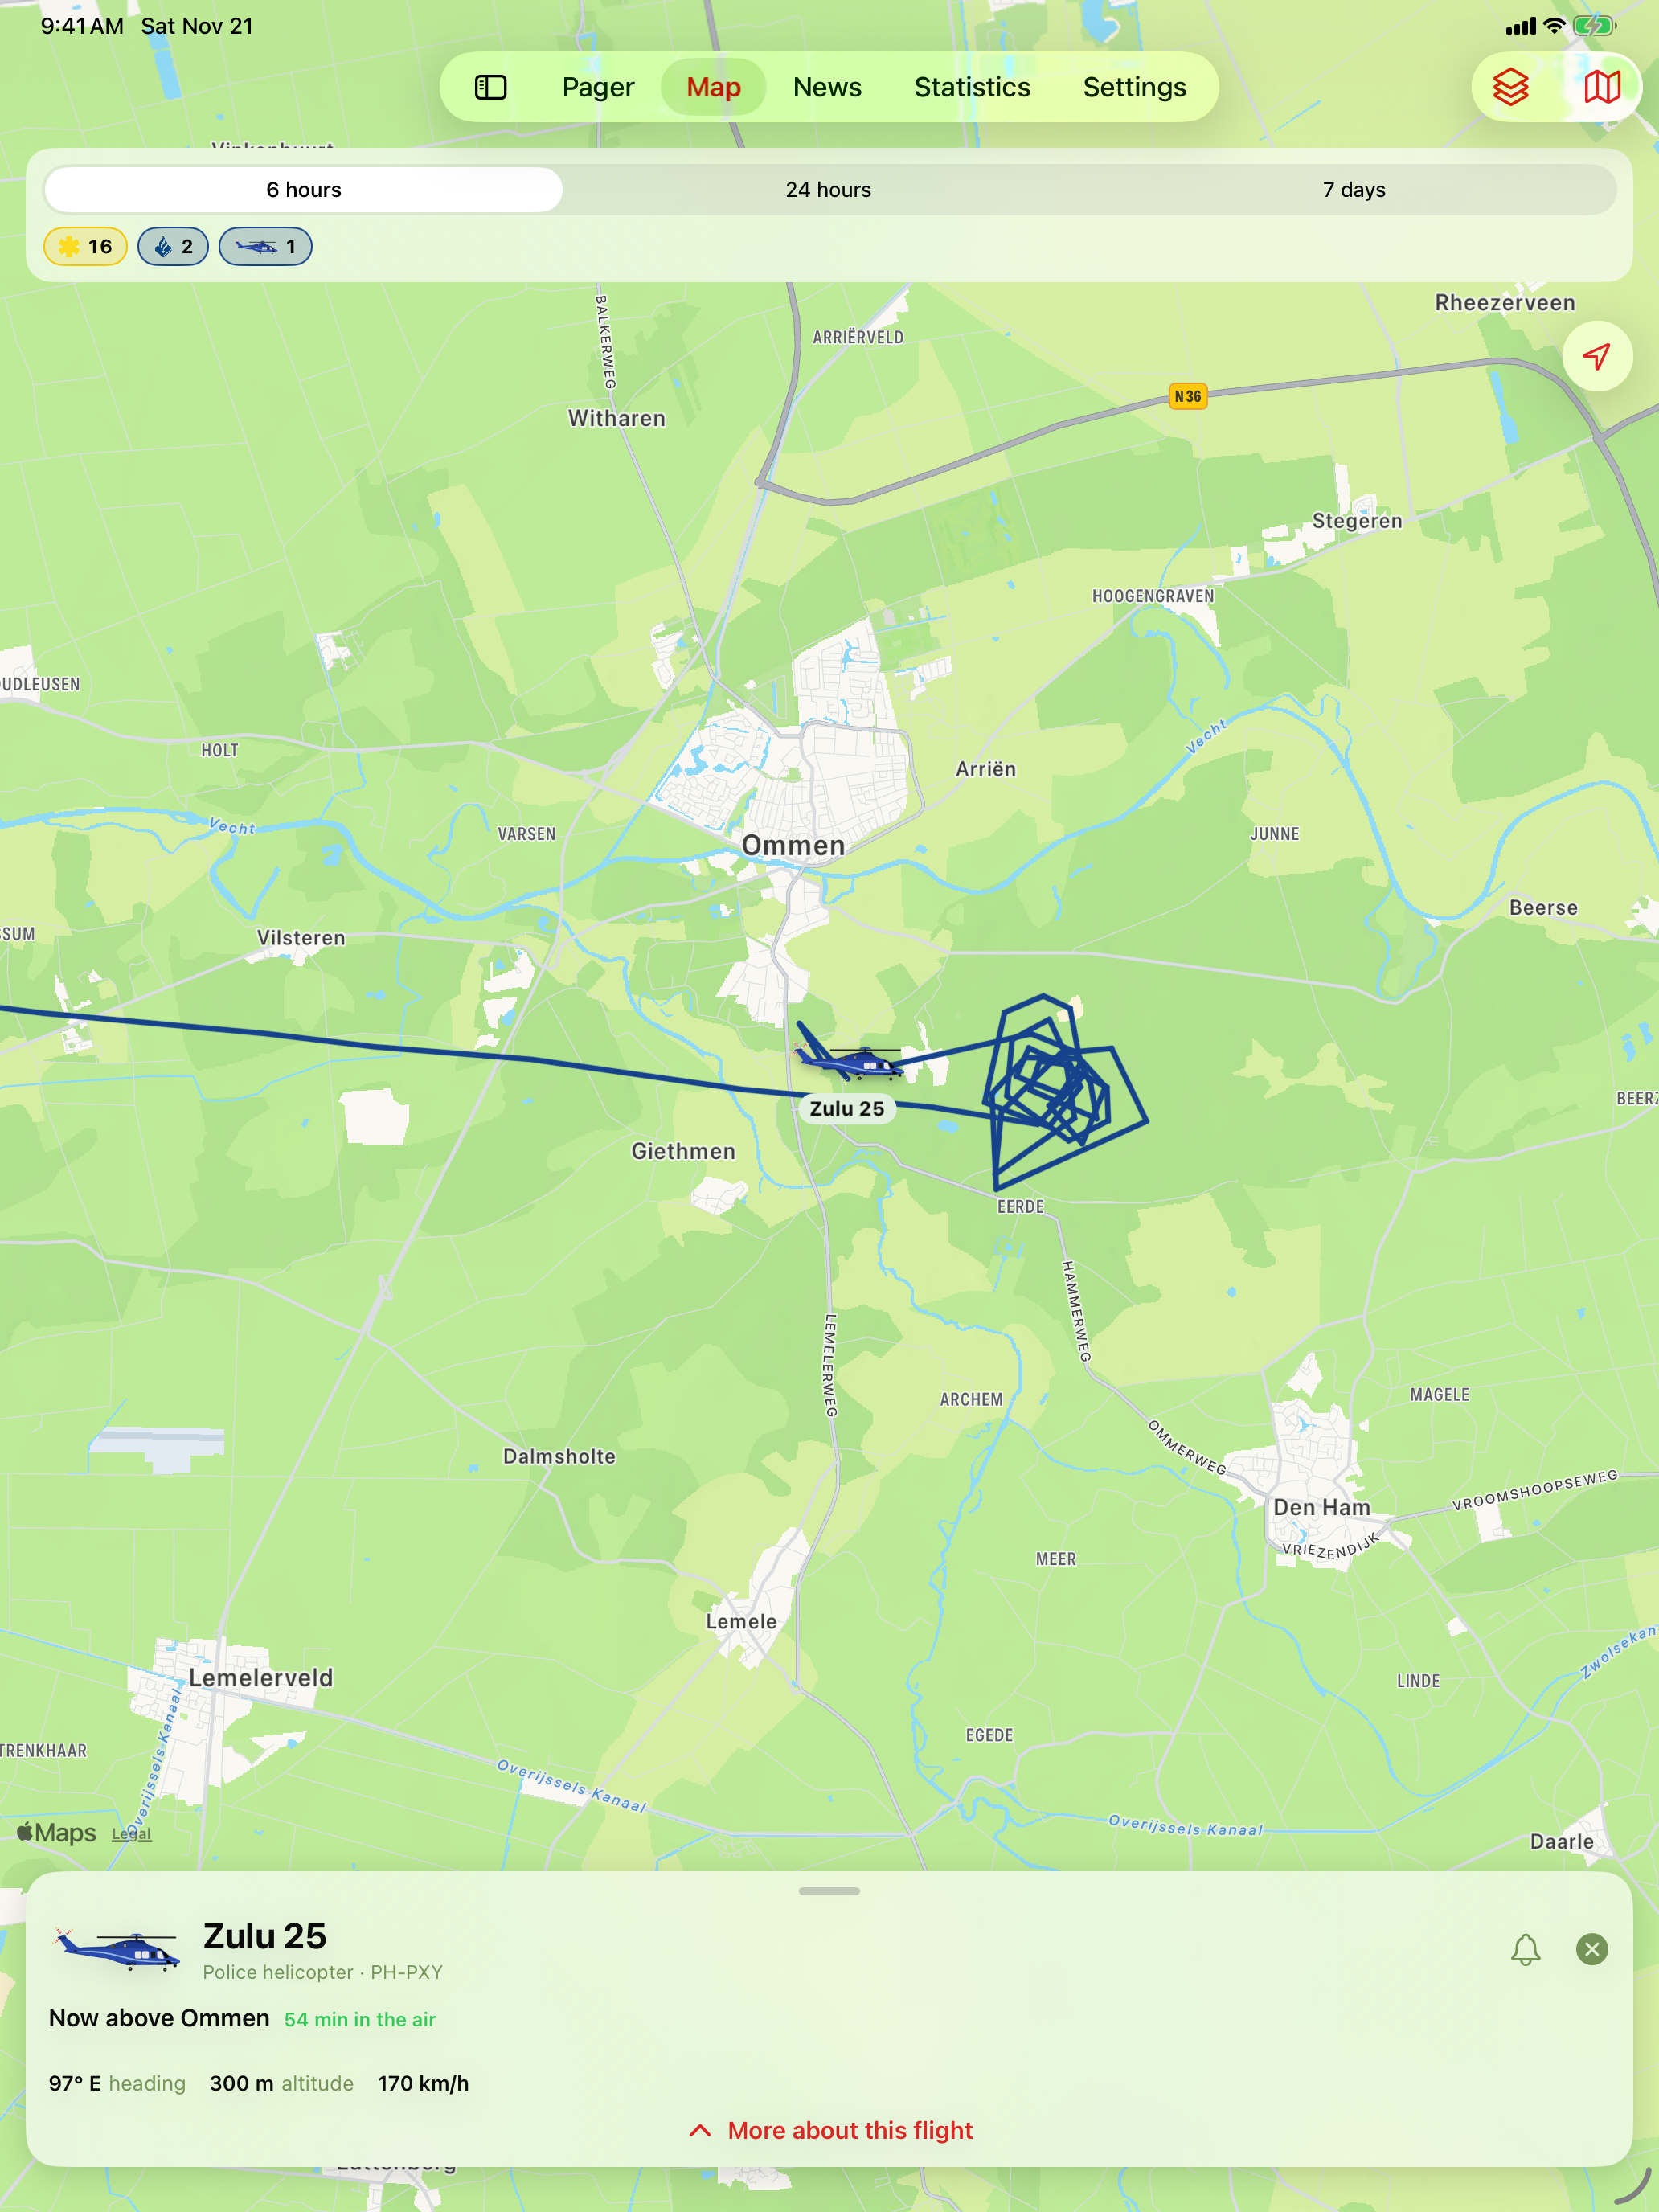 9:41 AM Sat Nov 21
Pager Map News Statistics Settings
6 hours 24 hours 7 days
16 2 1
Rheezerveen
ARRIËRVELD
BALKERWEG
N36
Witharen
Stegeren
HOOGENGRAVEN
OUDLEUSEN
HOLT
Vecht
Arriën
Vecht
VARSEN
JUNNE
Ommen
Beerse
Vilsteren
Zulu 25
Giethmen
EERDE
HAMMERWEG
LEMELERWEG
ARCHEM
MAGELE
OMMERWEG
Dalmsholte
VROOMSHOOPSEWEG
Den Ham
VRIEZENDIJK
MEER
Lemele
Lemelerveld
LINDE
EGEDE
Overijssels Kanaal
Overijssels Kanaal
Overijssels Kanaal
Maps Legal
Daarle
Zulu 25
Police helicopter · PH-PXY
Now above Ommen 54 min in the air
97° E heading 300 m altitude 170 km/h
More about this flight